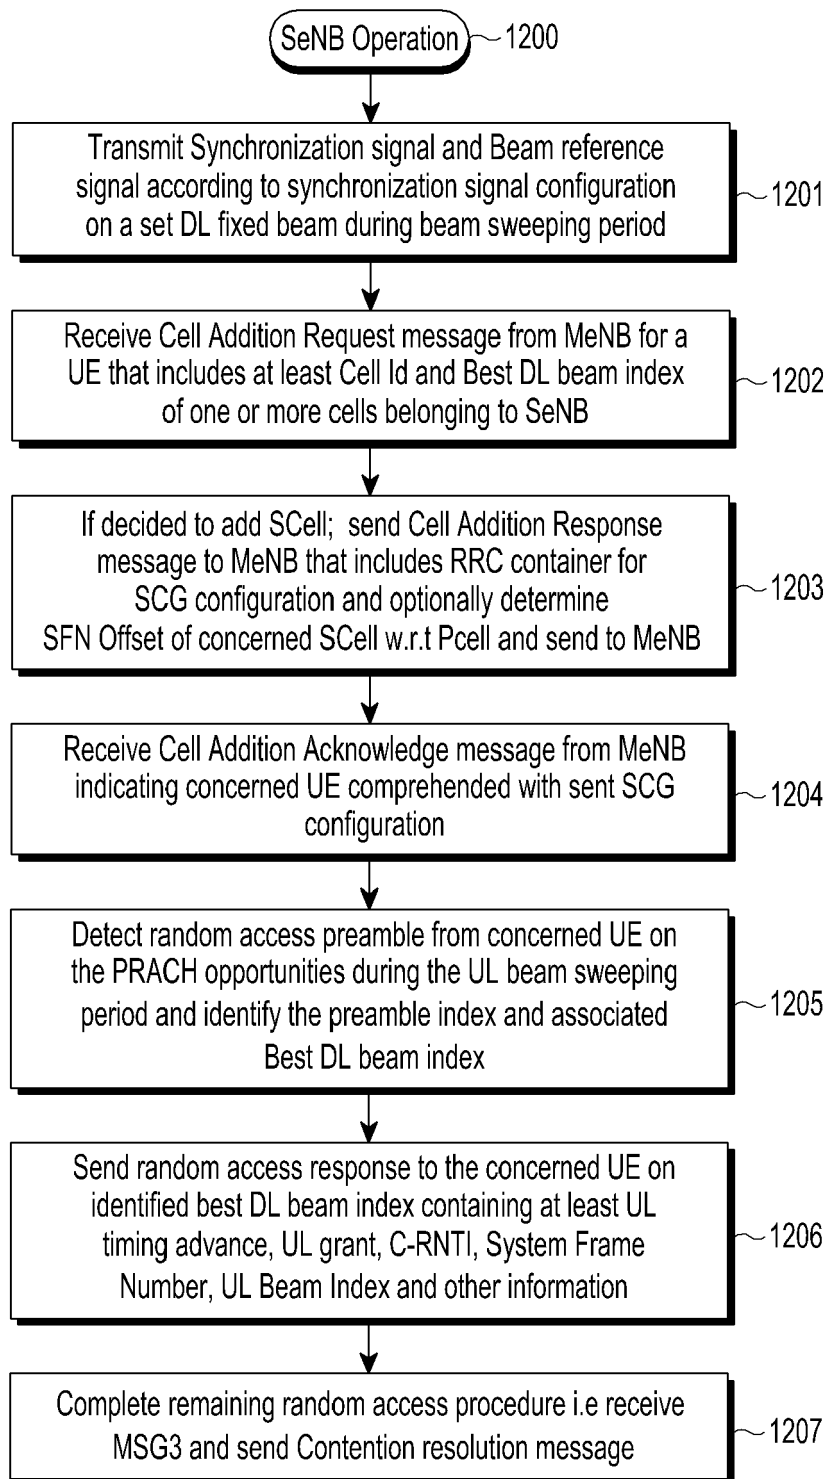 SeNB Operation
1200
Transmit Synchronization signal and Beam reference
signal according to synchronization signal configuration
on a set DL fixed beam during beam sweeping period
1201
Receive Cell Addition Request message from MeNB for a
UE that includes at least Cell Id and Best DL beam index
of one or more cells belonging to SeNB
1202
If decided to add SCell; send Cell Addition Response
message to MeNB that includes RRC container for
SCG configuration and optionally determine
SFN Offset of concerned SCell w.r.t Pcell and send to MeNB
1203
Receive Cell Addition Acknowledge message from MeNB
indicating concerned UE comprehended with sent SCG
configuration
1204
Detect random access preamble from concerned UE on
the PRACH opportunities during the UL beam sweeping
period and identify the preamble index and associated
Best DL beam index
1205
Send random access response to the concerned UE on
identified best DL beam index containing at least UL
timing advance, UL grant, C-RNTI, System Frame
Number, UL Beam Index and other information
1206
Complete remaining random access procedure i.e receive
MSG3 and send Contention resolution message
1207